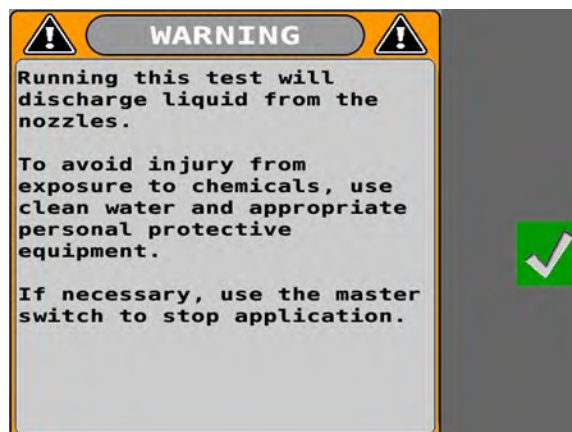 WARNING
Running this test will
discharge liquid from the
nozzles.
To avoid injury from
exposure to chemicals, use
clean water and appropriate
personal protective
equipment.
If necessary, use the master
switch to stop application.